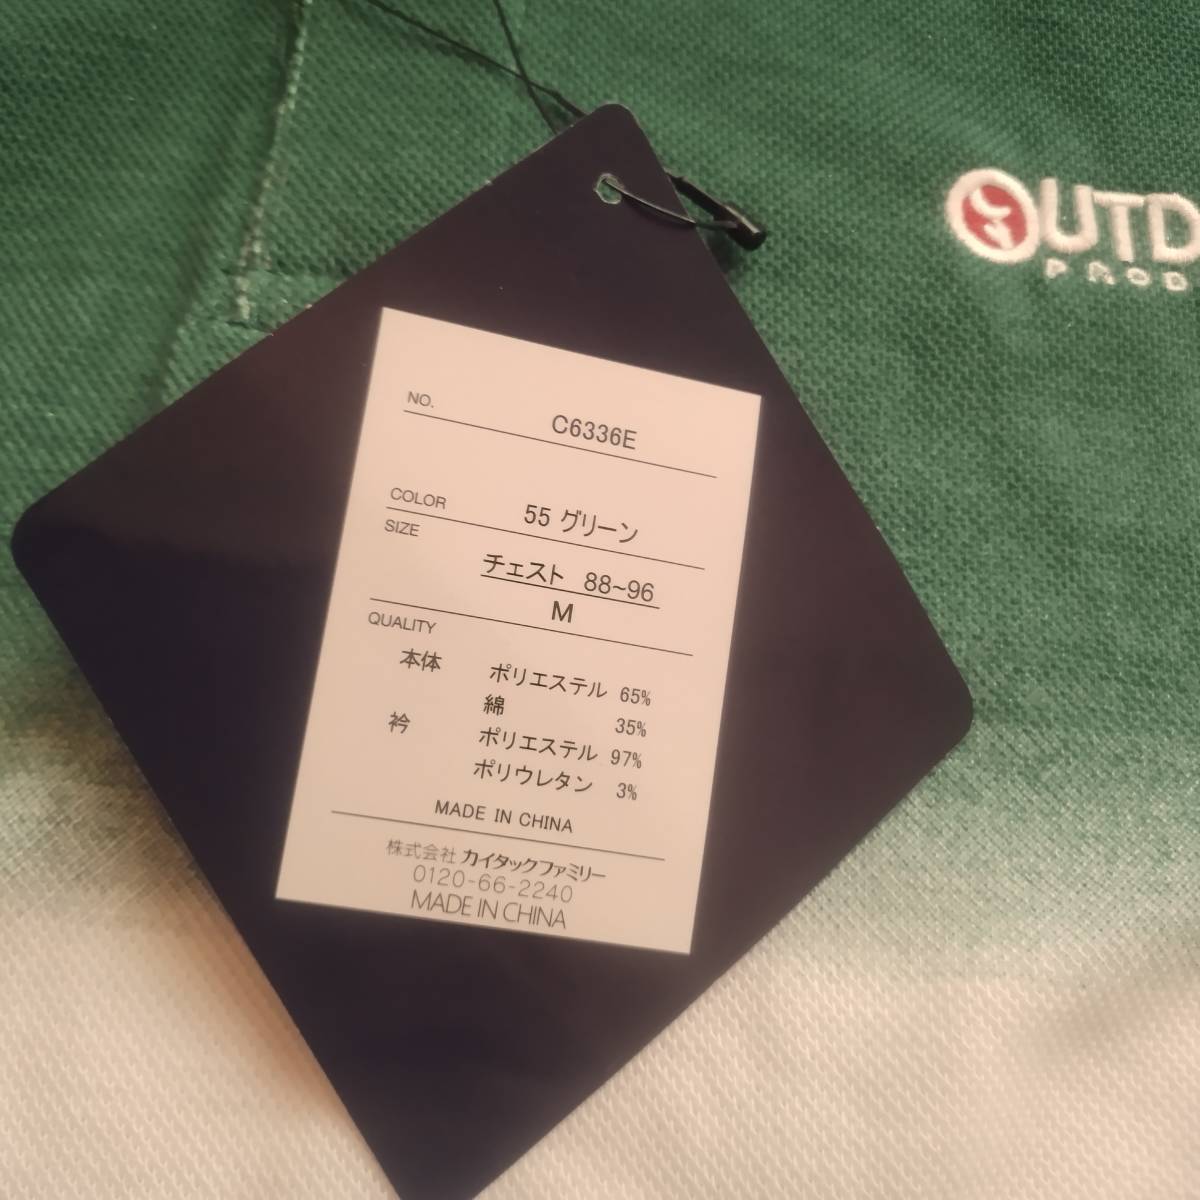 OUTD
PROD
NO. C6336E
COLOR 55 グリーン
SIZE
チェスト 88~96
M
QUALITY
本体 ポリエステル 65%
綿 35%
衿 ポリエステル 97%
ポリウレタン 3%
MADE IN CHINA
株式会社 カイタックファミリー
0120-66-2240
MADE IN CHINA